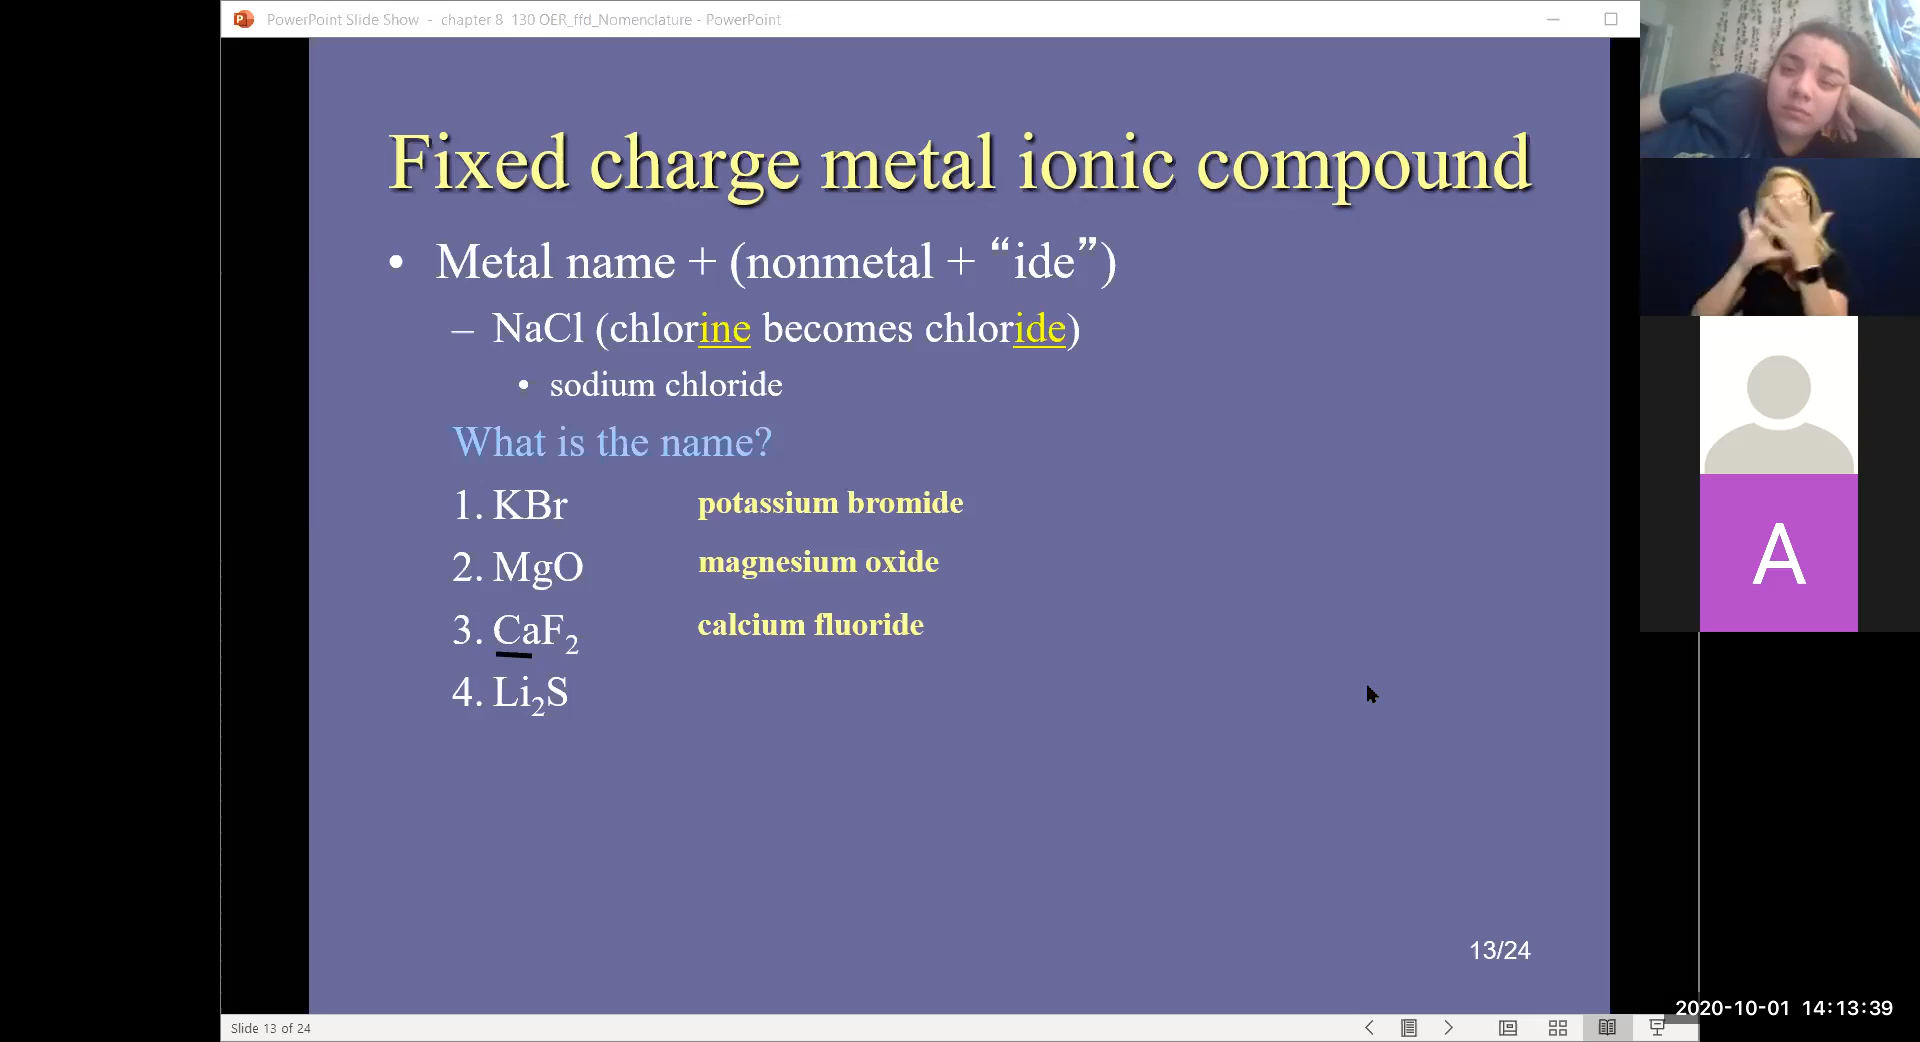 PowerPoint Slide Show - chapter 8 130 OER_ffd_Nomenclature - PowerPoint
Fixed charge metal ionic compound
• Metal name + (nonmetal + “ide”)
– NaCl (chlorine becomes chloride)
• sodium chloride
What is the name?
1. KBr potassium bromide
2. MgO magnesium oxide
3. CaF2 calcium fluoride
4. Li2S
A
13/24
2020-10-01 14:13:39
Slide 13 of 24